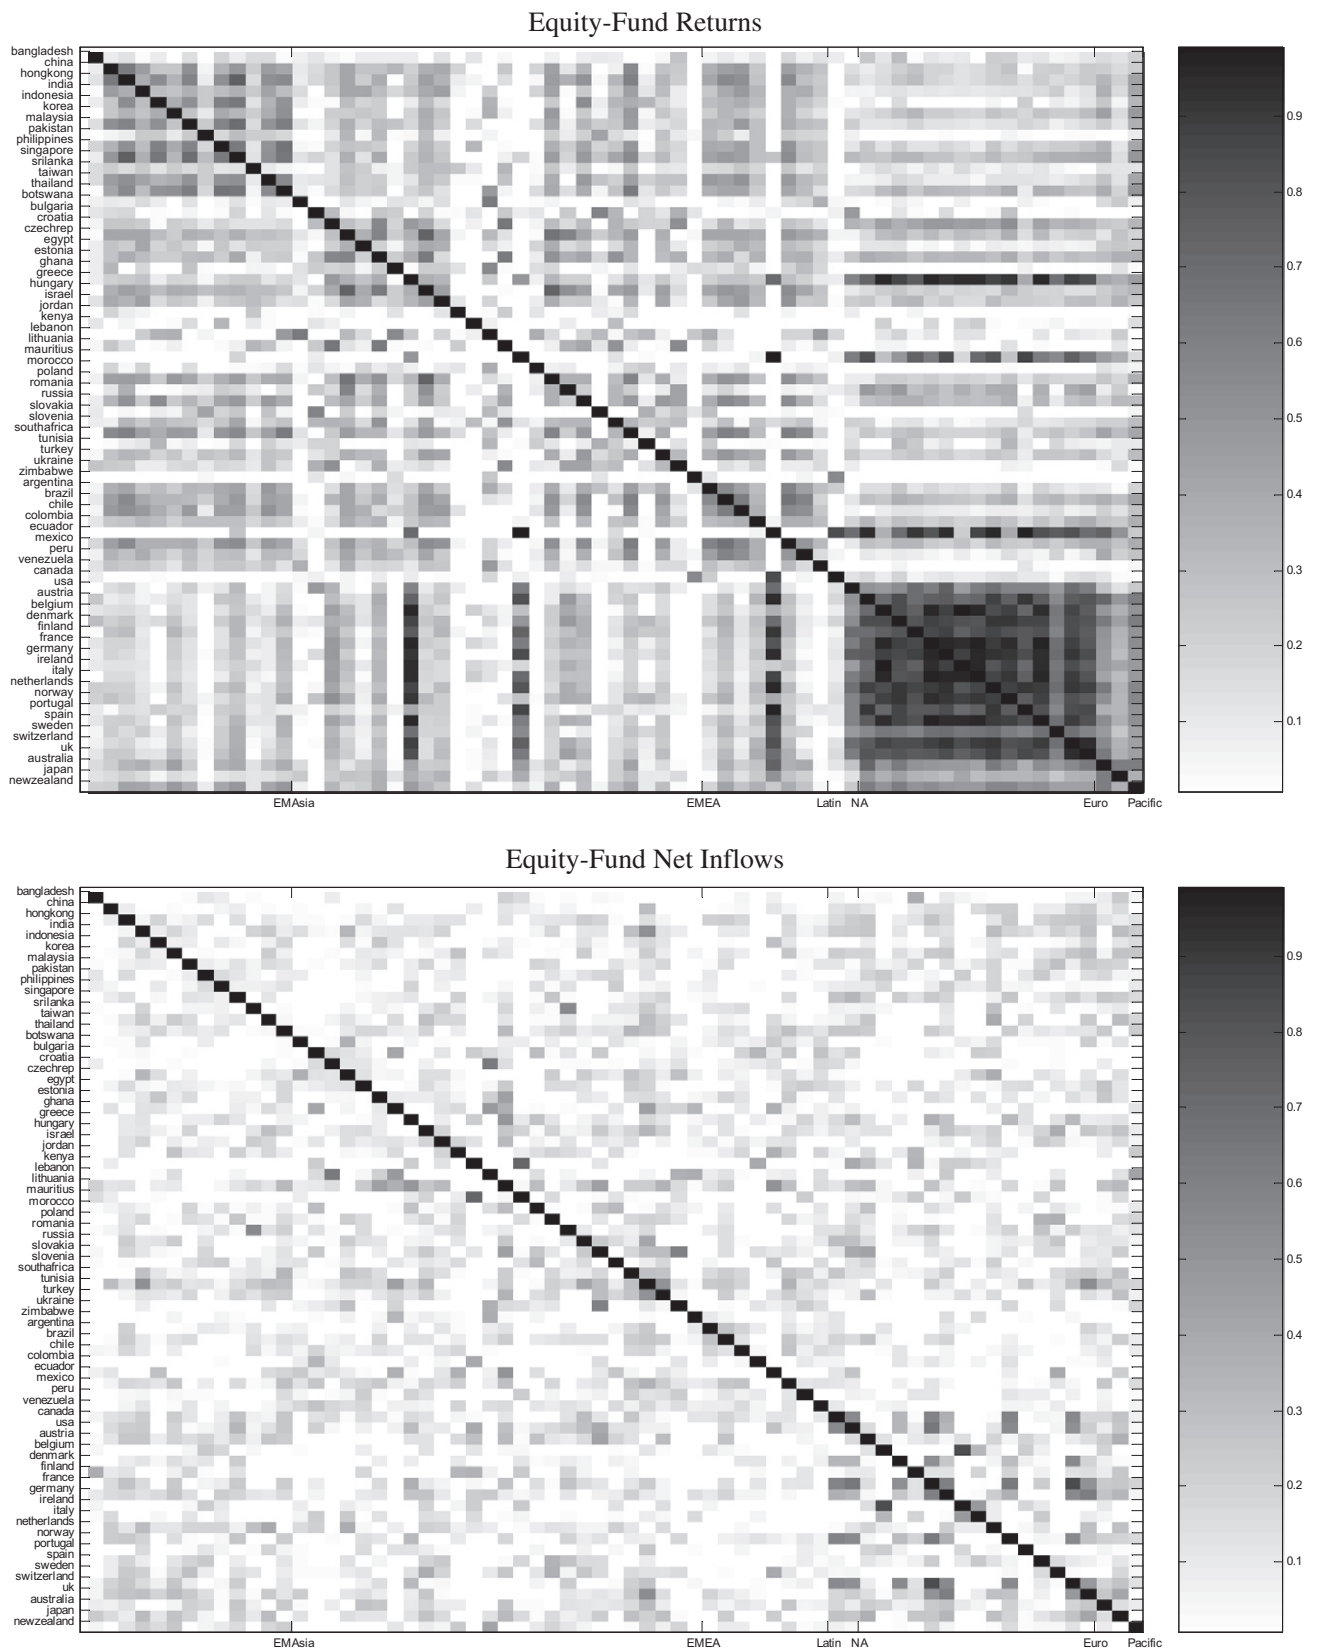 Equity-Fund Returns
bangladesh
china
hongkong
india
indonesia
korea
malaysia
pakistan
philippines
singapore
srilanka
taiwan
thailand
botswana
bulgaria
croatia
czechrep
egypt
estonia
ghana
greece
hungary
israel
jordan
kenya
lebanon
lithuania
mauritius
morocco
poland
romania
russia
slovakia
slovenia
southafrica
tunisia
turkey
ukraine
zimbabwe
argentina
brazil
chile
colombia
ecuador
mexico
peru
venezuela
canada
usa
austria
belgium
denmark
finland
france
germany
ireland
italy
netherlands
norway
portugal
spain
sweden
switzerland
uk
australia
japan
newzealand
EMAsia EMEA Latin NA Euro Pacific
0.9
0.8
0.7
0.6
0.5
0.4
0.3
0.2
0.1
Equity-Fund Net Inflows
bangladesh
china
hongkong
india
indonesia
korea
malaysia
pakistan
philippines
singapore
srilanka
taiwan
thailand
botswana
bulgaria
croatia
czechrep
egypt
estonia
ghana
greece
hungary
israel
jordan
kenya
lebanon
lithuania
mauritius
morocco
poland
romania
russia
slovakia
slovenia
southafrica
tunisia
turkey
ukraine
zimbabwe
argentina
brazil
chile
colombia
ecuador
mexico
peru
venezuela
canada
usa
austria
belgium
denmark
finland
france
germany
ireland
italy
netherlands
norway
portugal
spain
sweden
switzerland
uk
australia
japan
newzealand
EMAsia EMEA Latin NA Euro Pacific
0.9
0.8
0.7
0.6
0.5
0.4
0.3
0.2
0.1